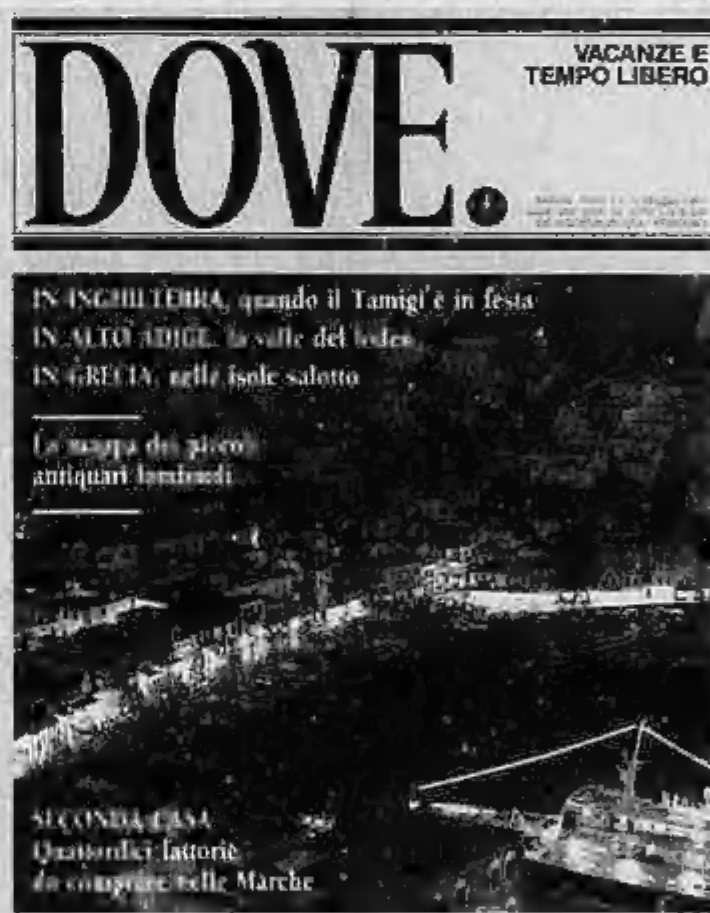 DOVE.
VACANZE E
TEMPO LIBERO
IN INGHILTERRA, quando il Tamigi è in festa
IN ALTO ADIGE, la valle del loden
IN GRECIA, nelle isole salotto
La mappa dei piccoli
antiquari lombardi
SECONDA CASA
Quattordici fattorie
da comprare nelle Marche